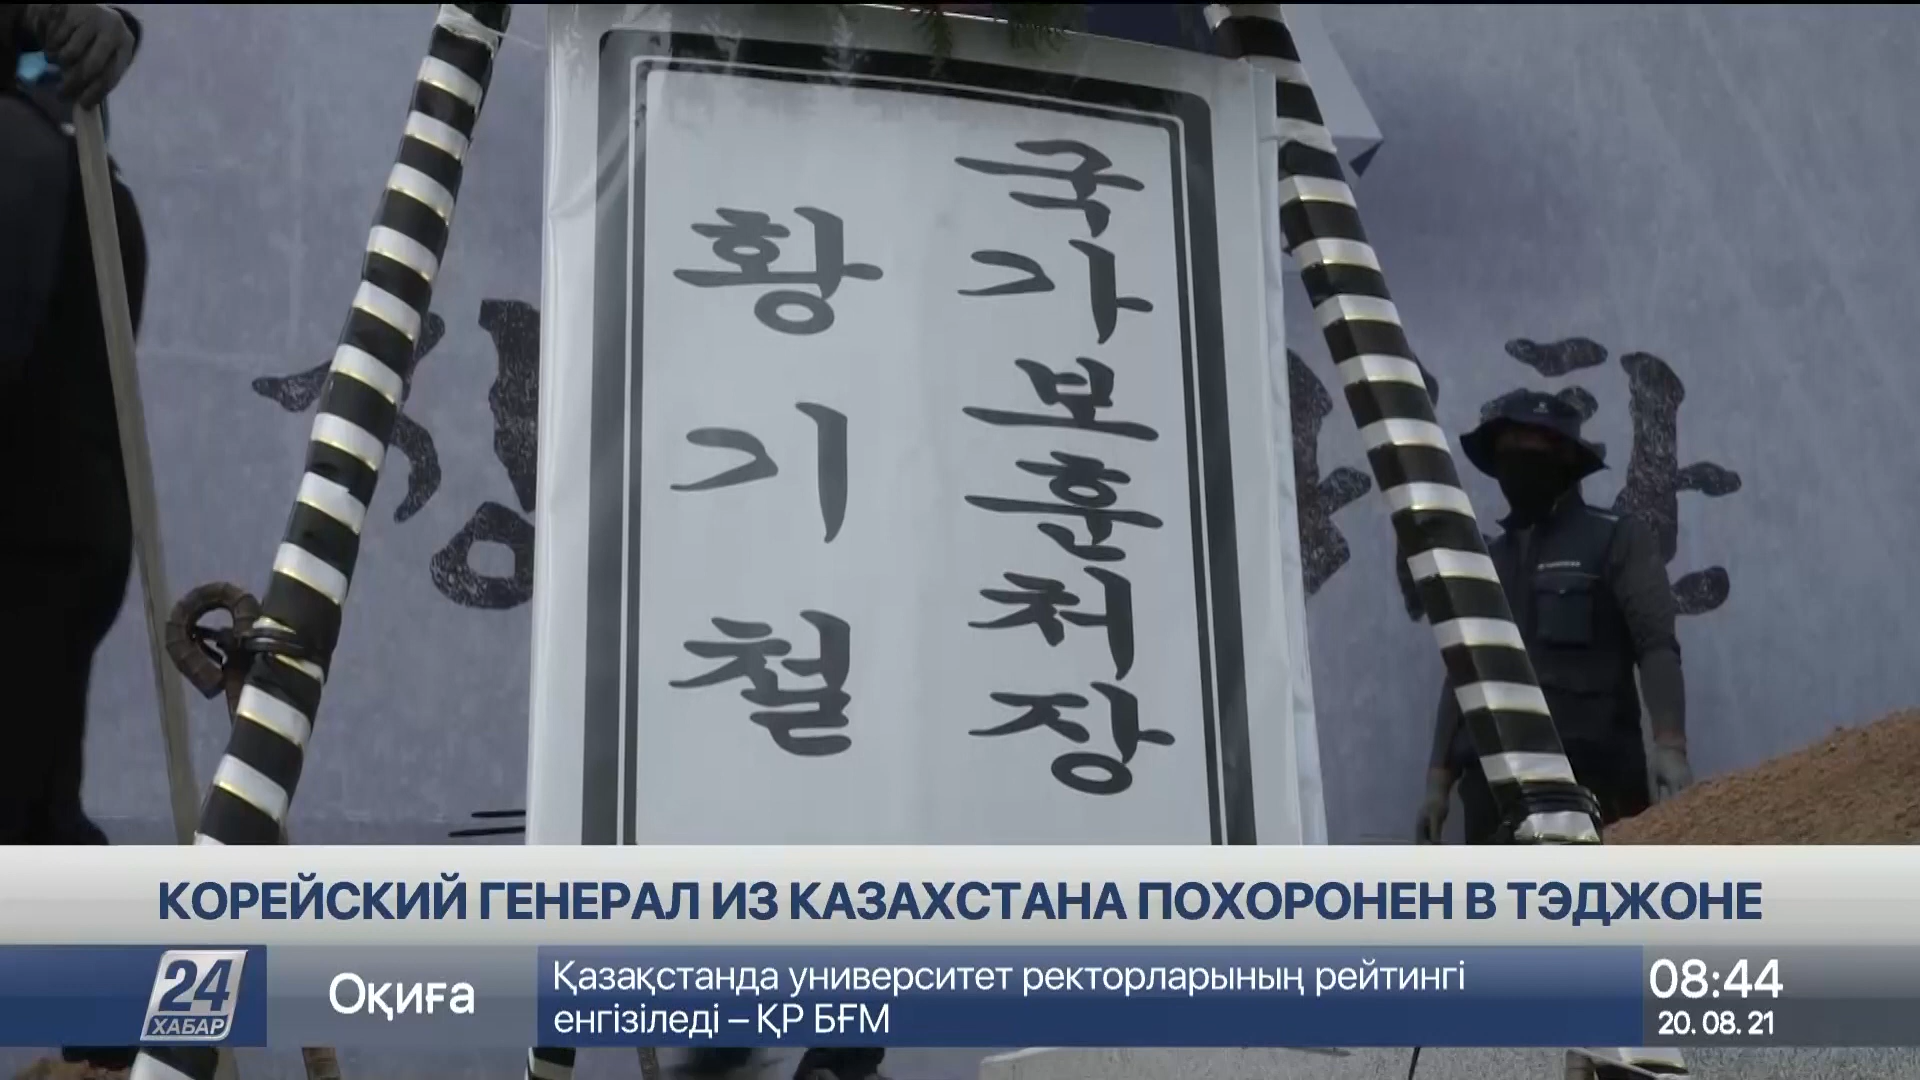 국가보훈처장
황기철
КОРЕЙСКИЙ ГЕНЕРАЛ ИЗ КАЗАХСТАНА ПОХОРОНЕН В ТЭДЖОНЕ
24
ХАБАР
Оқиға
Қазақстанда университет ректорларының рейтингі
енгізіледі – ҚР БҒМ
08:44
20. 08. 21